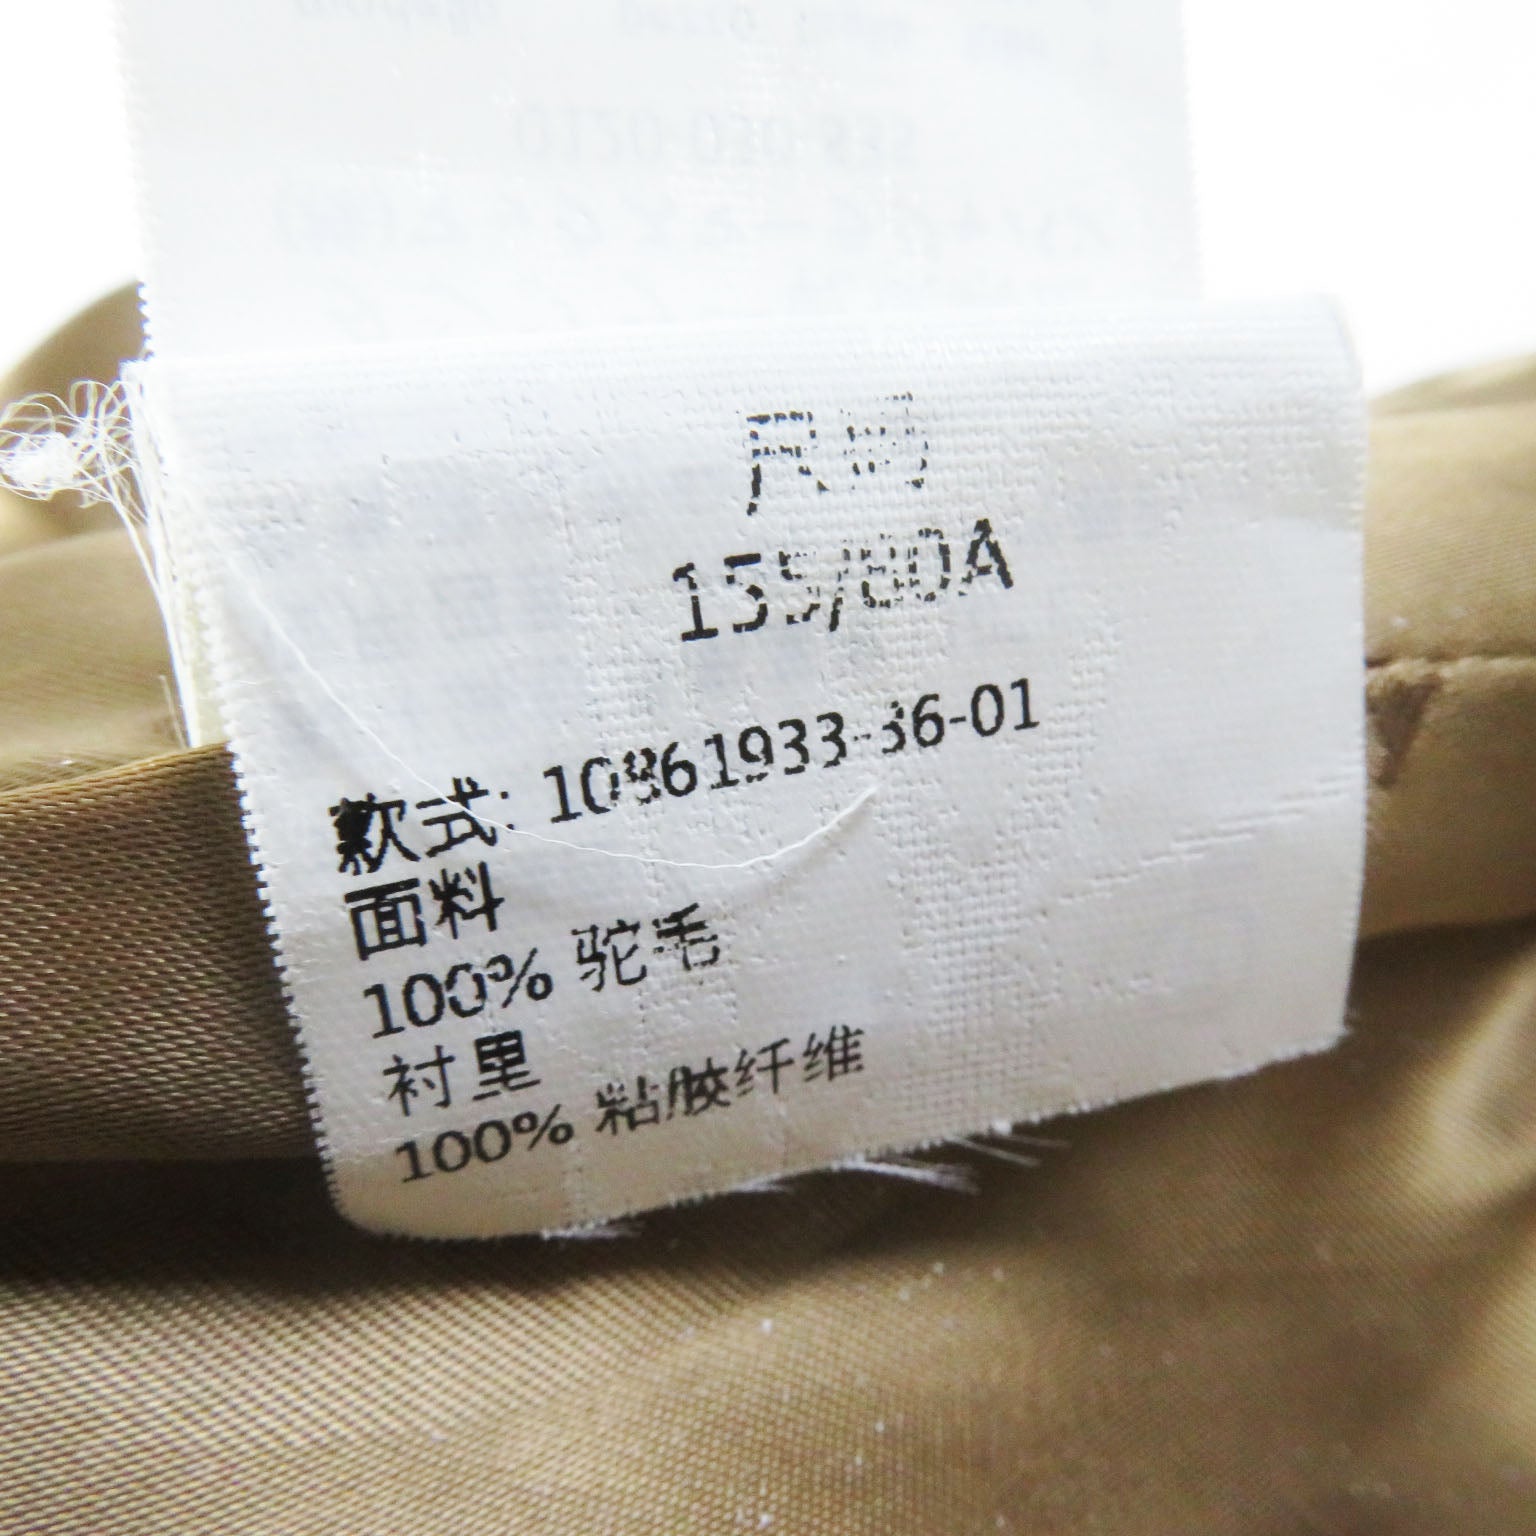 尺码
155/80A
款式: 10861933-36-01
面料
100% 驼毛
衬里
100% 粘胶纤维